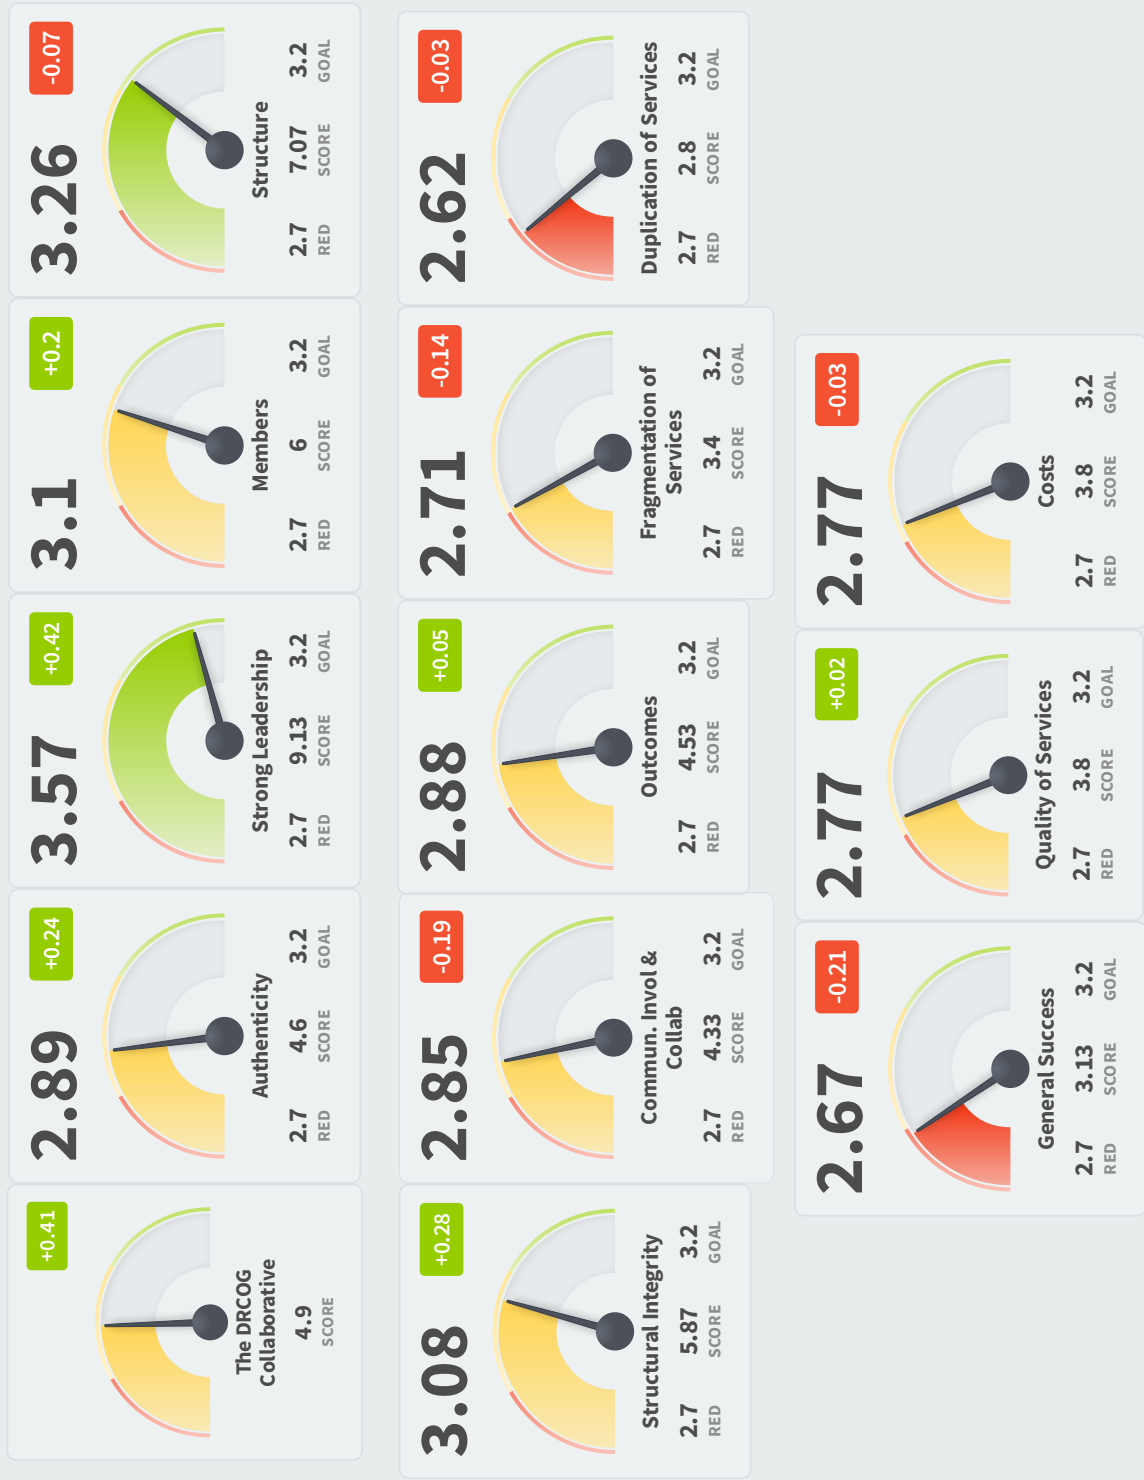 +0.41
The DRCOG
Collaborative
4.9
SCORE
2.89
+0.24
Authenticity
2.7 4.6 3.2
RED SCORE GOAL
3.57
+0.42
Strong Leadership
2.7 9.13 3.2
RED SCORE GOAL
3.1
+0.2
Members
2.7 6 3.2
RED SCORE GOAL
3.26
-0.07
Structure
2.7 7.07 3.2
RED SCORE GOAL
3.08
+0.28
Structural Integrity
2.7 5.87 3.2
RED SCORE GOAL
2.85
-0.19
Commun. Invol &
Collab
2.7 4.33 3.2
RED SCORE GOAL
2.88
+0.05
Outcomes
2.7 4.53 3.2
RED SCORE GOAL
2.71
-0.14
Fragmentation of
Services
2.7 3.4 3.2
RED SCORE GOAL
2.62
-0.03
Duplication of Services
2.7 2.8 3.2
RED SCORE GOAL
2.67
-0.21
General Success
2.7 3.13 3.2
RED SCORE GOAL
2.77
+0.02
Quality of Services
2.7 3.8 3.2
RED SCORE GOAL
2.77
-0.03
Costs
2.7 3.8 3.2
RED SCORE GOAL